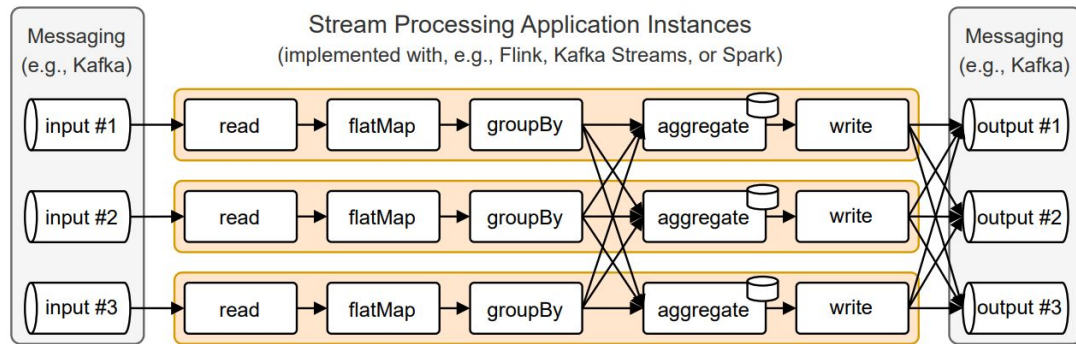 Messaging
(e.g., Kafka)
Stream Processing Application Instances
(implemented with, e.g., Flink, Kafka Streams, or Spark)
Messaging
(e.g., Kafka)
input #1 read flatMap groupBy aggregate write output #1
input #2 read flatMap groupBy aggregate write output #2
input #3 read flatMap groupBy aggregate write output #3